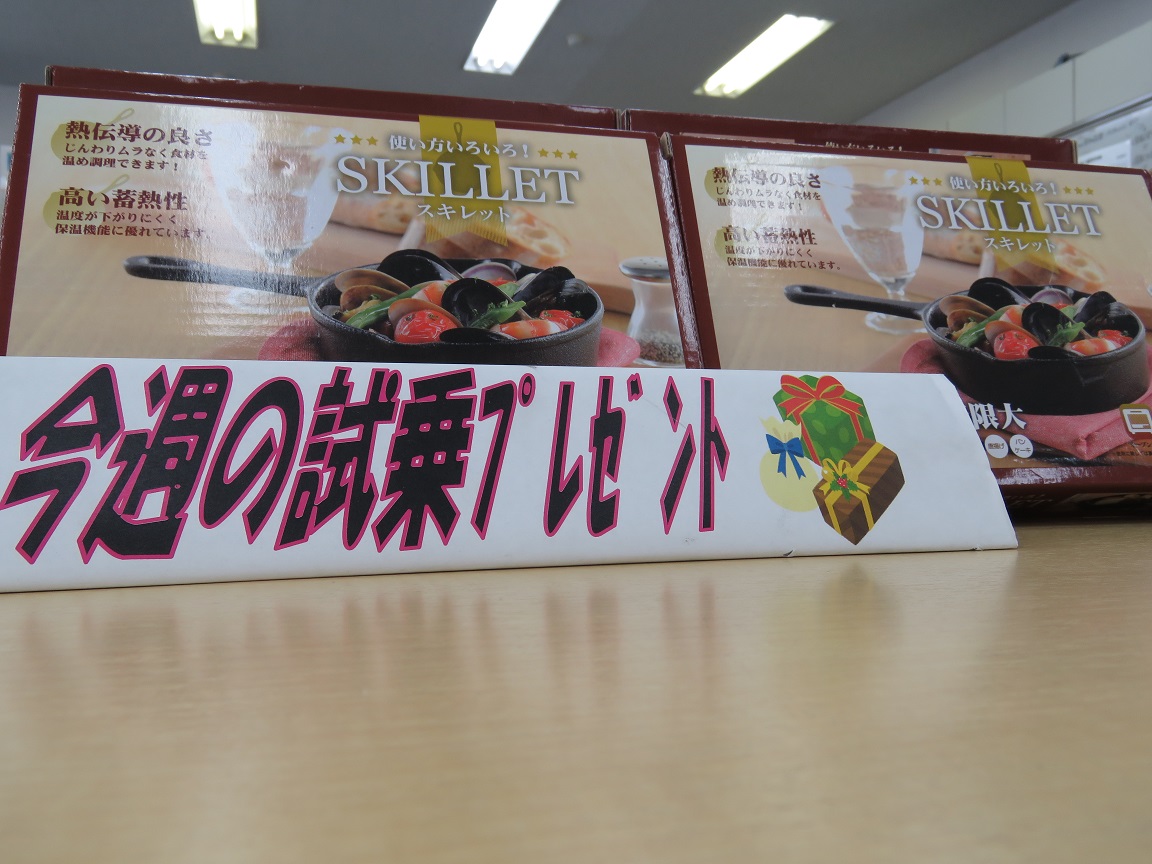 熱伝導の良さ
じんわりムラなく食材を
温め調理できます!
高い蓄熱性
温度が下がりにくく
保温機能に優れています。
使い方いろいろ!
SKILLET
スキレット
熱伝導の良さ
じんわりムラなく食材を
温め調理できます!
高い蓄熱性
温度が下がりにくく
保温機能に優れています。
使い方いろいろ!
SKILLET
スキレット
限大
パン
ケーキ
今週の試乗プレゼント